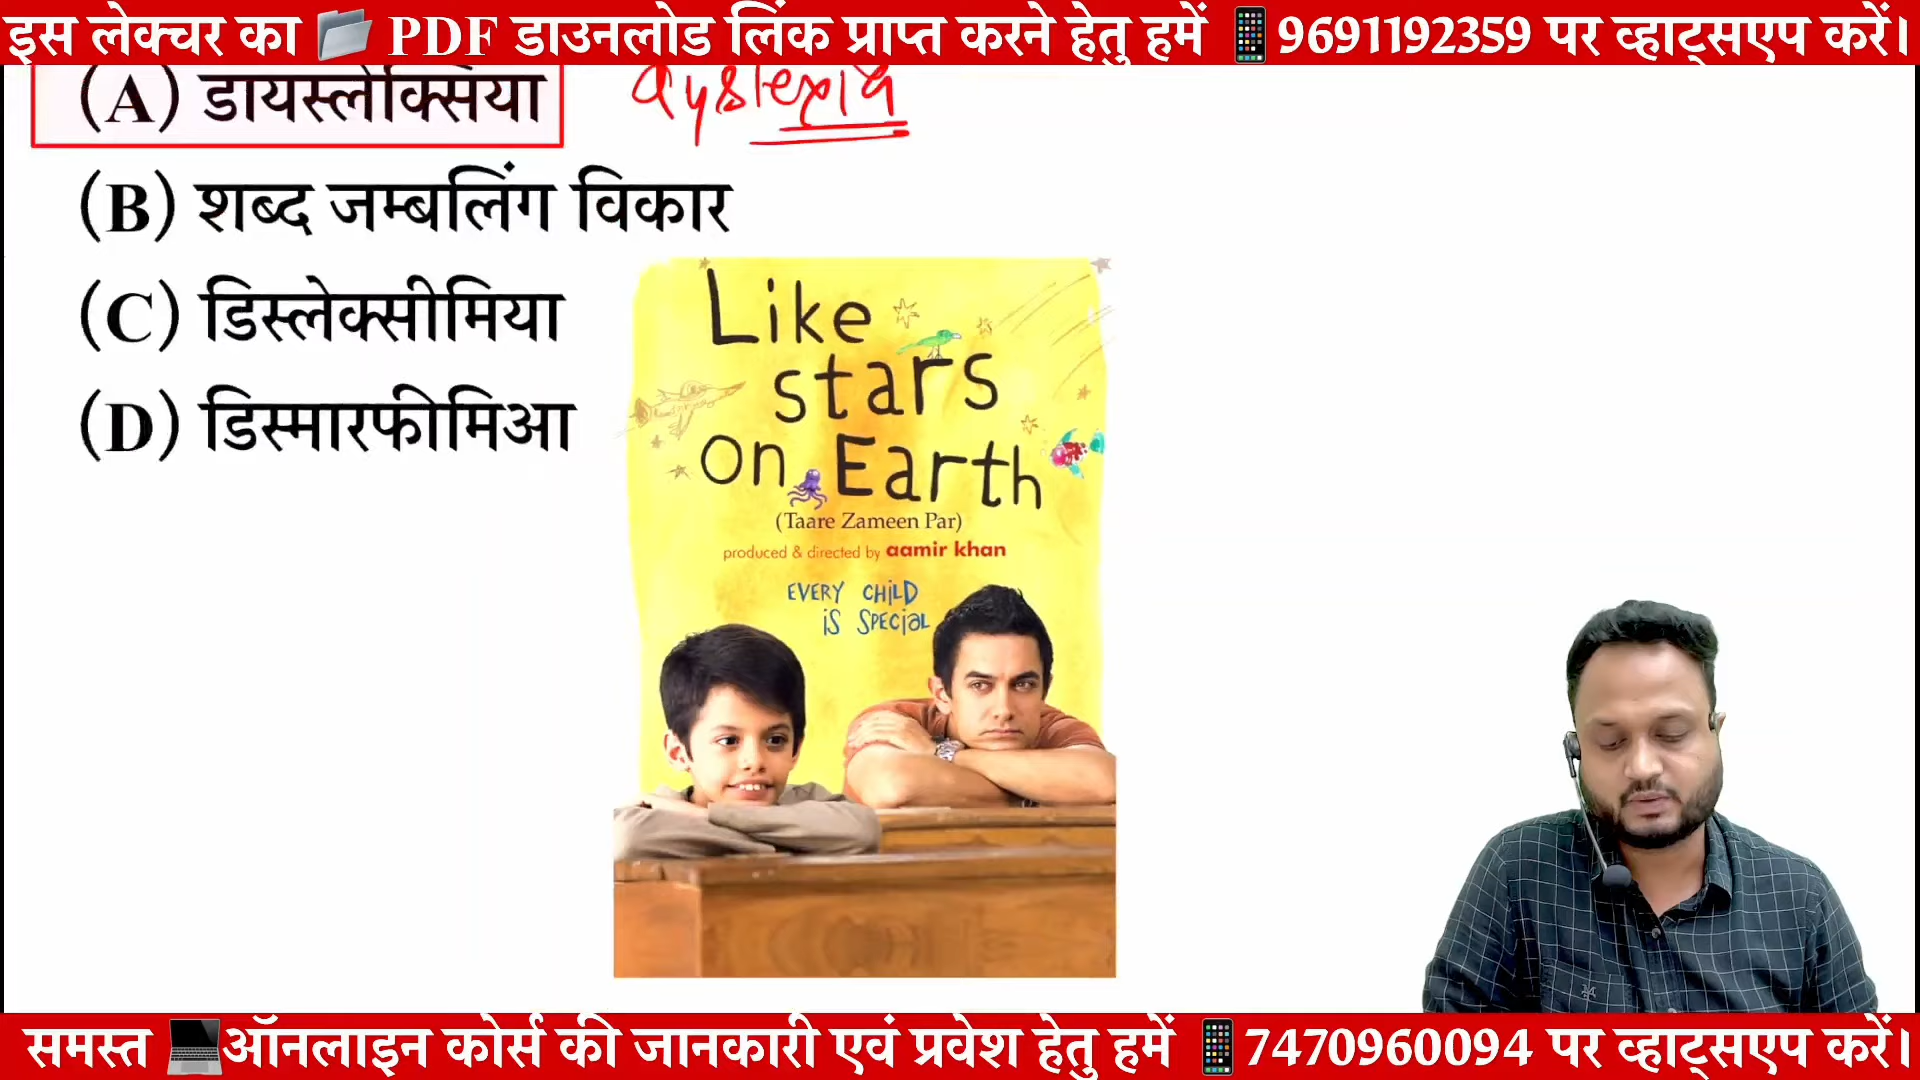 इस लेक्चर का 📁 PDF डाउनलोड लिंक प्राप्त करने हेतु हमें 📱9691192359 पर व्हाट्सएप करें।
(A) डायस्लेक्सिया dyslexia
(B) शब्द जम्बलिंग विकार
(C) डिस्लेक्सीमिया
(D) डिस्मारफीमिआ
Like
stars
on Earth
(Taare Zameen Par)
produced & directed by aamir khan
EVERY CHiLD
iS SPECiaL
समस्त 💻ऑनलाइन कोर्स की जानकारी एवं प्रवेश हेतु हमें 📱7470960094 पर व्हाट्सएप करें।